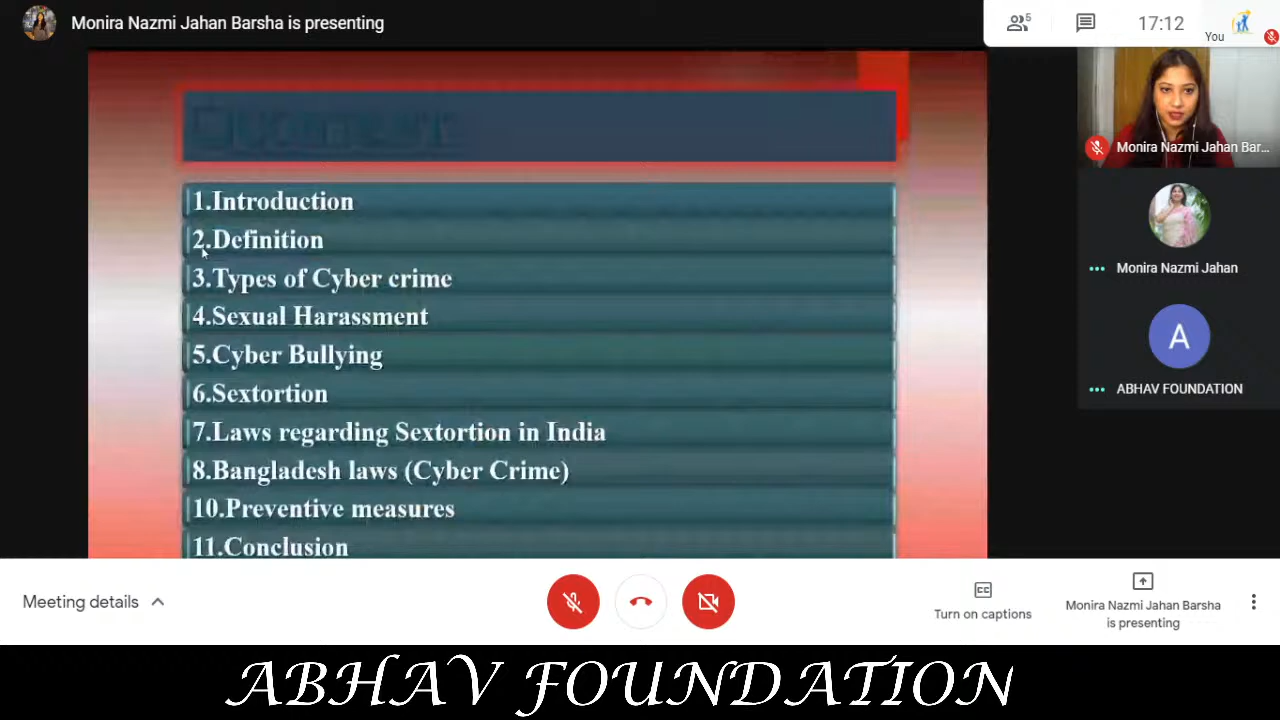 Monira Nazmi Jahan Barsha is presenting
5
17:12
You
1.Introduction
2.Definition
3.Types of Cyber crime
4.Sexual Harassment
5.Cyber Bullying
6.Sextortion
7.Laws regarding Sextortion in India
8.Bangladesh laws (Cyber Crime)
10.Preventive measures
11.Conclusion
Monira Nazmi Jahan Bar...
Monira Nazmi Jahan
A
ABHAV FOUNDATION
Meeting details
CC
Turn on captions
Monira Nazmi Jahan Barsha
is presenting
ABHAV FOUNDATION